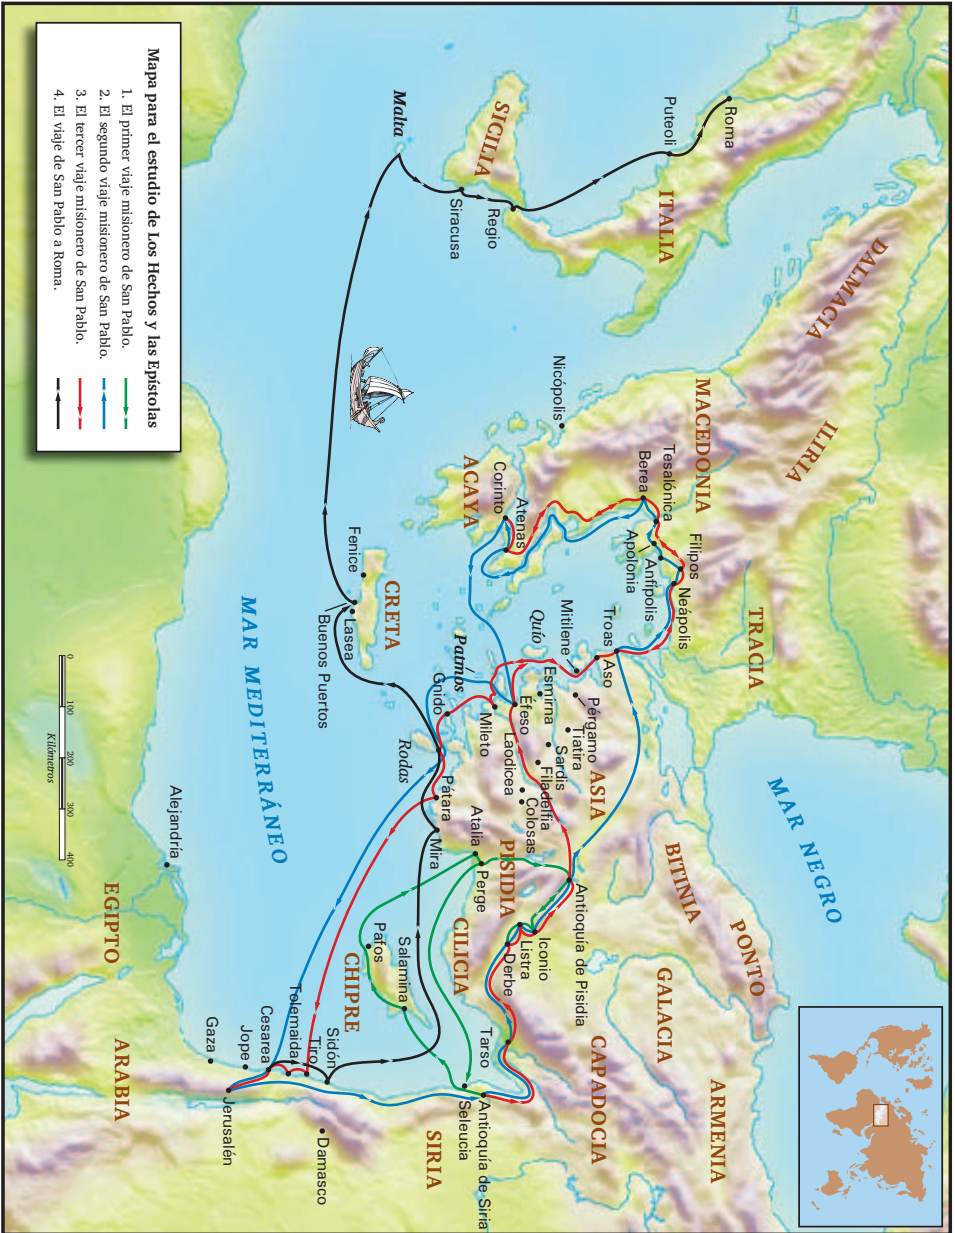 Mapa para el estudio de Los Hechos y las Epístolas
1. El primer viaje misionero de San Pablo.
2. El segundo viaje misionero de San Pablo.
3. El tercer viaje misionero de San Pablo.
4. El viaje de San Pablo a Roma.
Roma
Puteoli
ITALIA
SICILIA
Regio
Siracusa
Malta
DALMACIA
ILIRIA
MACEDONIA
TRACIA
Nicópolis
Tesalónica
Berea
Filipos
Neápolis
Anfípolis
Apolonia
ACAYA
Corinto
Atenas
Troas
Aso
Mitilene
Quío
Pérgamo
Tiatira
Esmirna
Sardis
Filadelfia
ASIA
Éfeso
Laodicea
Colosas
Mileto
Patmos
Gnido
Rodas
CRETA
Fenice
Lasea
Buenos Puertos
Pátara
Mira
Atalia
Perge
PISIDIA
Antioquía de Pisidia
Iconio
Listra
Derbe
CILICIA
Tarso
MAR NEGRO
BITINIA
PONTO
GALACIA
CAPADOCIA
ARMENIA
Antioquía de Siria
Seleucia
SIRIA
CHIPRE
Pafos
Salamina
Sidón
Tiro
Tolemaida
Cesarea
Jope
Gaza
Jerusalén
Damasco
MAR MEDITERRÁNEO
Alejandría
EGIPTO
ARABIA
0 100 200 300 400
Kilómetros